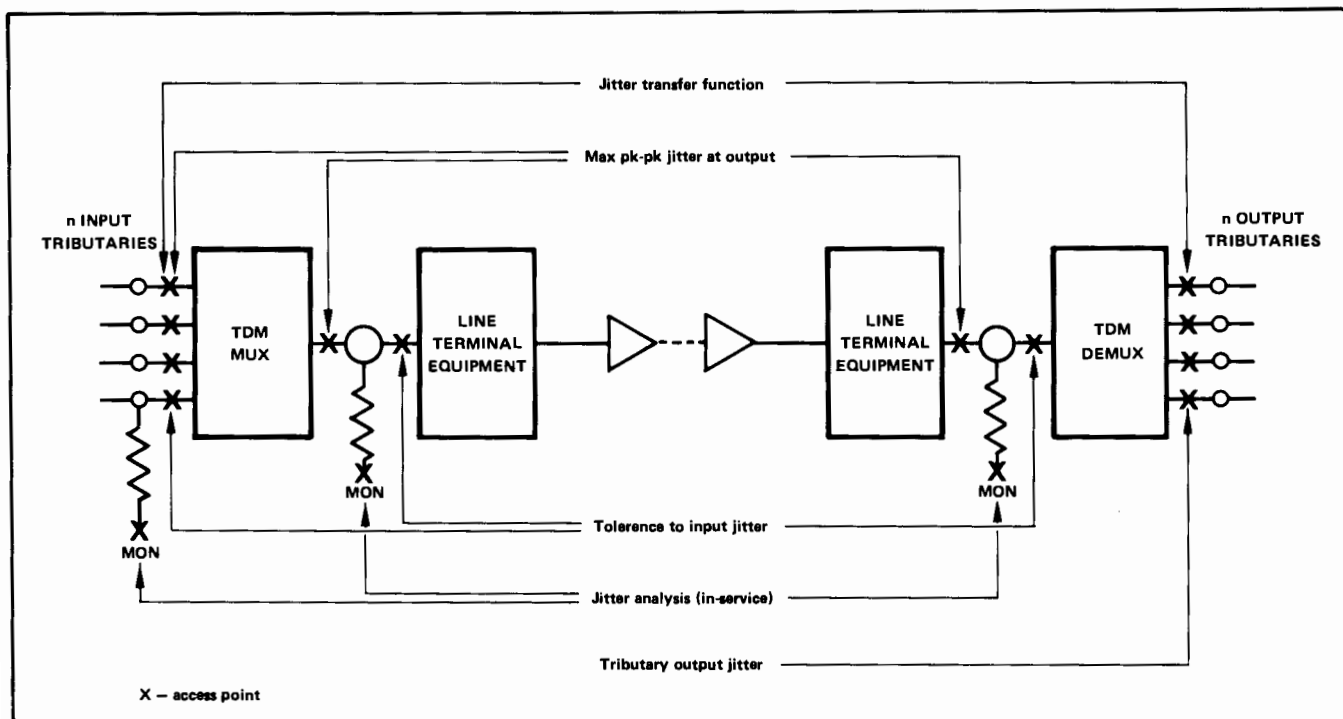 Jitter transfer function
Max pk-pk jitter at output
n INPUT
TRIBUTARIES
n OUTPUT
TRIBUTARIES
TDM
MUX
LINE
TERMINAL
EQUIPMENT
LINE
TERMINAL
EQUIPMENT
TDM
DEMUX
MON
MON
MON
Tolerence to input jitter
Jitter analysis (in-service)
Tributary output jitter
X – access point